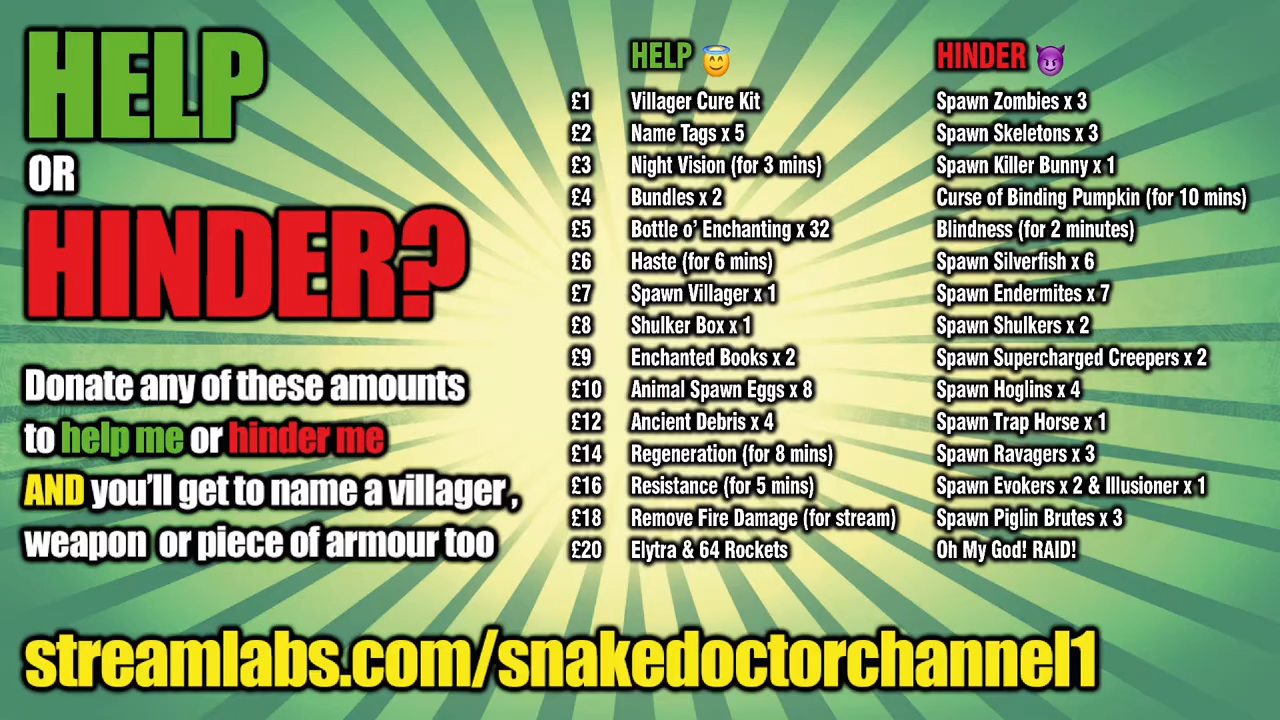 HELP
OR
HINDER?
Donate any of these amounts
to help me or hinder me
AND you'll get to name a villager ,
weapon or piece of armour too
HELP 😇 HINDER 😈
£1 Villager Cure Kit Spawn Zombies x 3
£2 Name Tags x 5 Spawn Skeletons x 3
£3 Night Vision (for 3 mins) Spawn Killer Bunny x 1
£4 Bundles x 2 Curse of Binding Pumpkin (for 10 mins)
£5 Bottle o' Enchanting x 32 Blindness (for 2 minutes)
£6 Haste (for 6 mins) Spawn Silverfish x 6
£7 Spawn Villager x 1 Spawn Endermites x 7
£8 Shulker Box x 1 Spawn Shulkers x 2
£9 Enchanted Books x 2 Spawn Supercharged Creepers x 2
£10 Animal Spawn Eggs x 8 Spawn Hoglins x 4
£12 Ancient Debris x 4 Spawn Trap Horse x 1
£14 Regeneration (for 8 mins) Spawn Ravagers x 3
£16 Resistance (for 5 mins) Spawn Evokers x 2 & Illusioner x 1
£18 Remove Fire Damage (for stream) Spawn Piglin Brutes x 3
£20 Elytra & 64 Rockets Oh My God! RAID!
streamlabs.com/snakedoctorchannel1